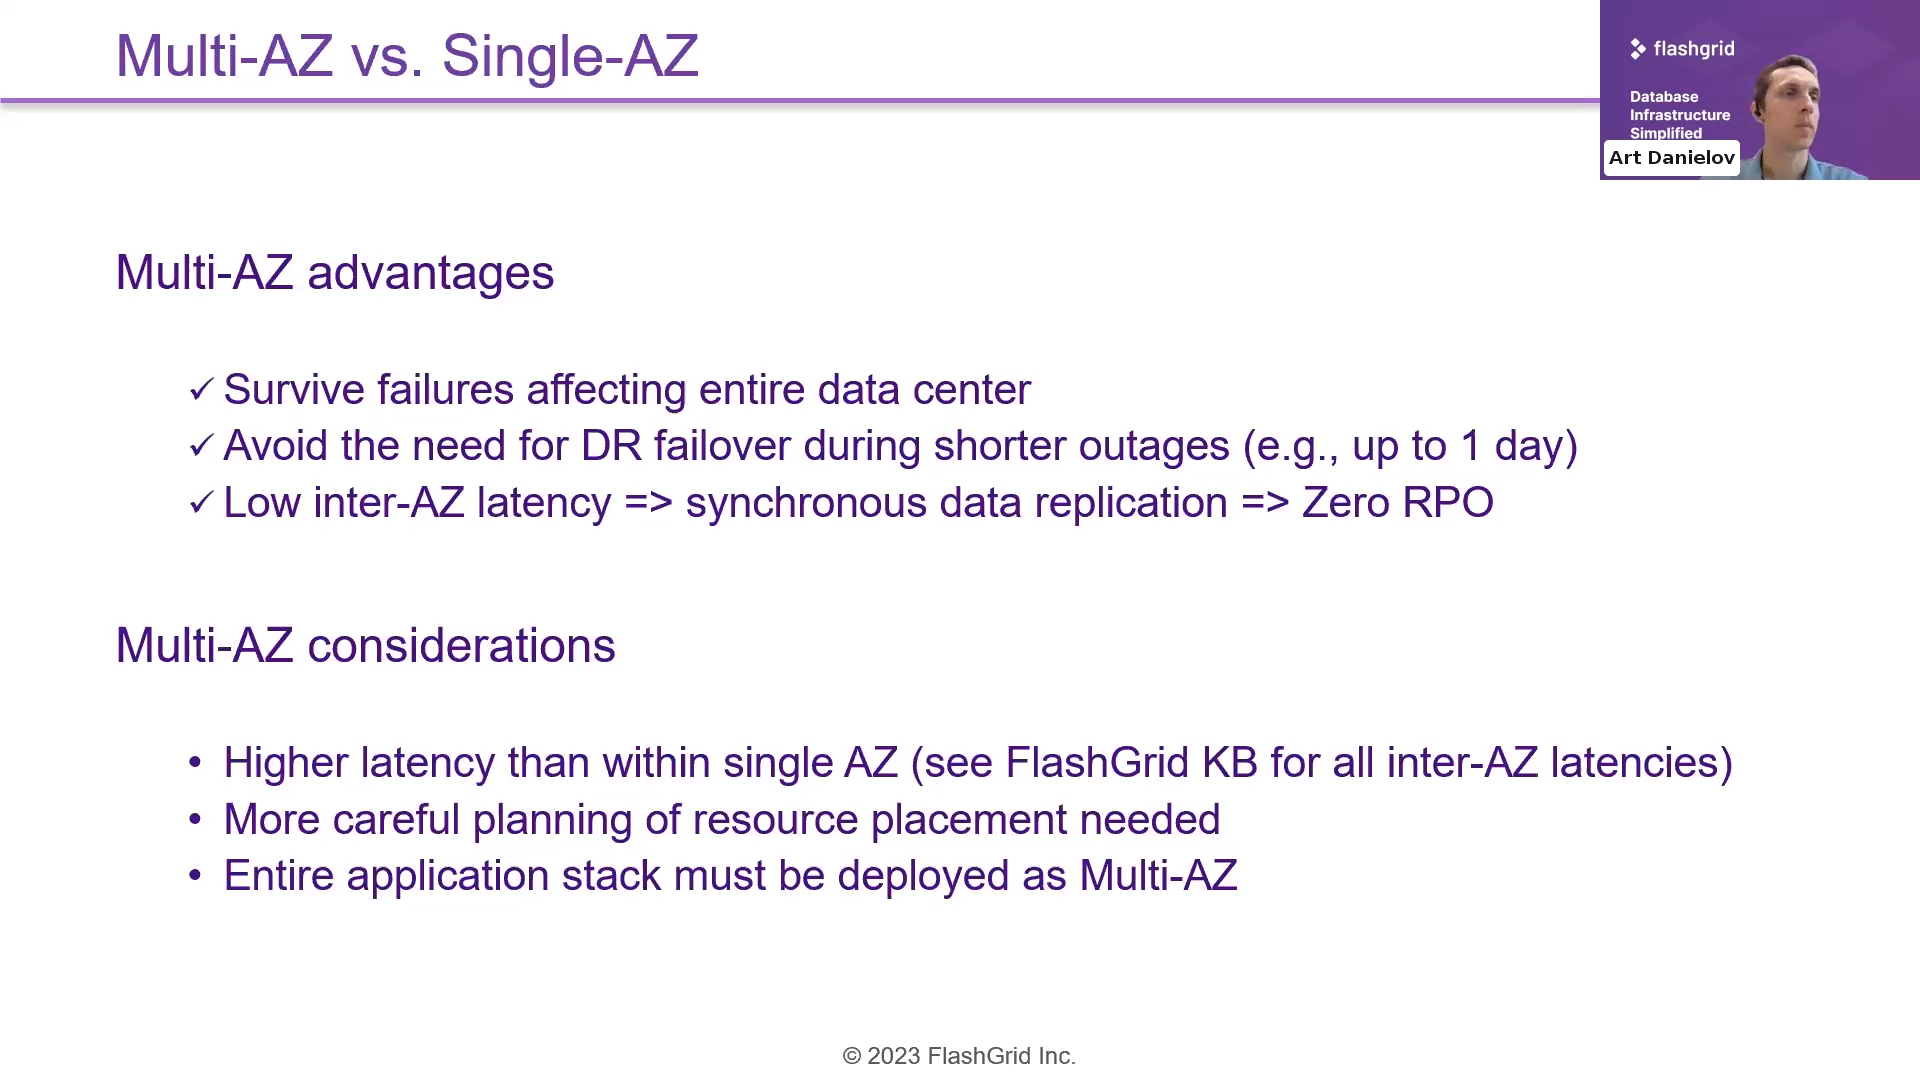 Multi-AZ vs. Single-AZ
flashgrid
Database
Infrastructure
Simplified
Art Danielov
Multi-AZ advantages
✓ Survive failures affecting entire data center
✓ Avoid the need for DR failover during shorter outages (e.g., up to 1 day)
✓ Low inter-AZ latency => synchronous data replication => Zero RPO
Multi-AZ considerations
• Higher latency than within single AZ (see FlashGrid KB for all inter-AZ latencies)
• More careful planning of resource placement needed
• Entire application stack must be deployed as Multi-AZ
© 2023 FlashGrid Inc.